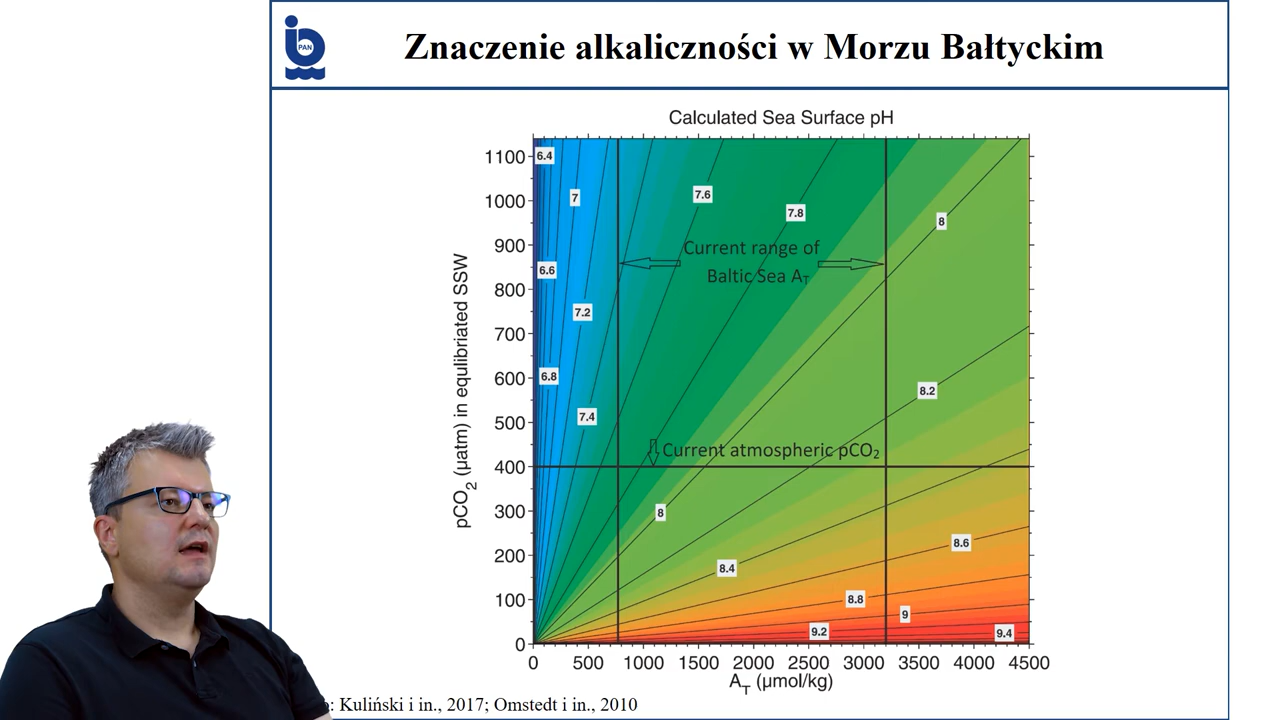 PAN
Znaczenie alkaliczności w Morzu Bałtyckim
Calculated Sea Surface pH
pCO2 (µatm) in equlibriated SSW
1100
1000
900
800
700
600
500
400
300
200
100
0
6.4
7
7.6
7.8
8
6.6
7.2
6.8
7.4
8.2
8
8.4
8.6
8.8
9
9.2
9.4
Current range of
Baltic Sea AT
Current atmospheric pCO2
0 500 1000 1500 2000 2500 3000 3500 4000 4500
AT (µmol/kg)
: Kuliński i in., 2017; Omstedt i in., 2010